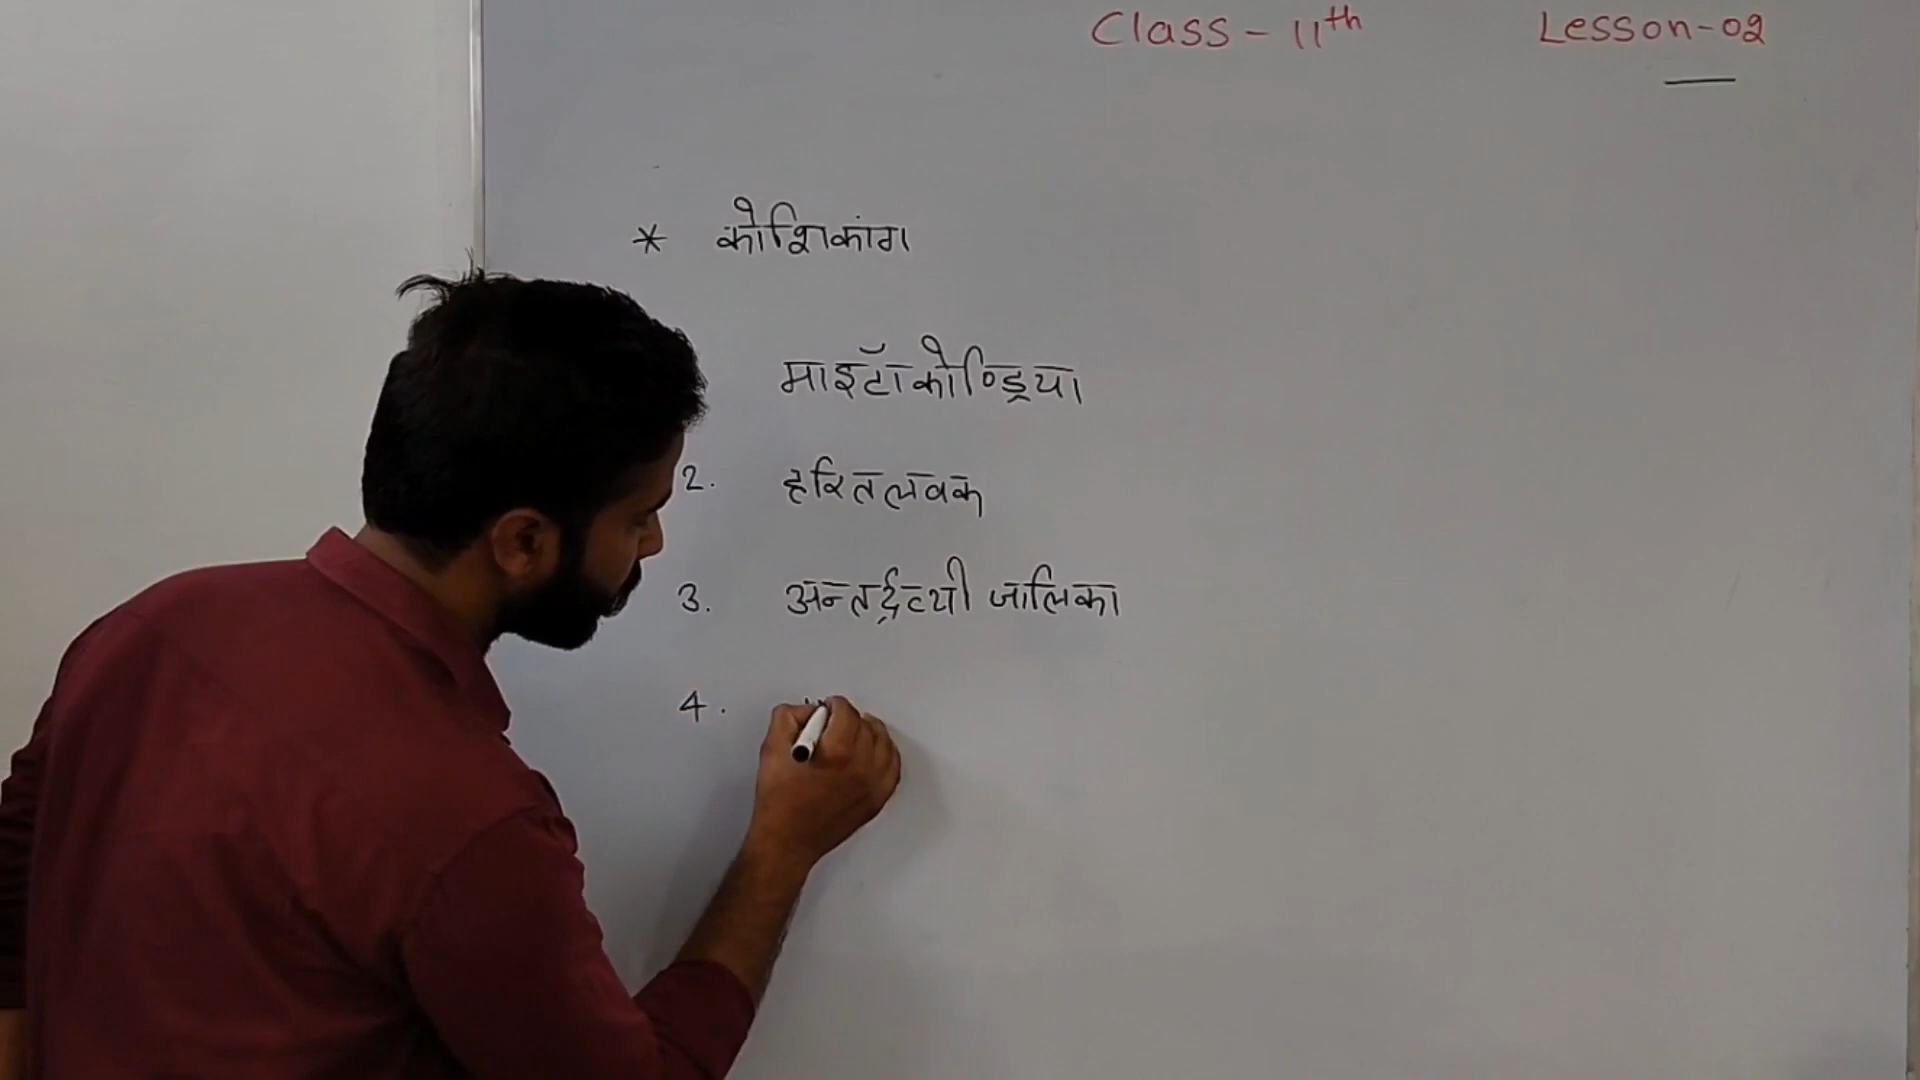 Class - 11th Lesson-02
* कोशिकांग
माइटॉकोण्ड्रिया
2. हरितलवक
3. अन्तर्द्रव्यी जालिका
4.